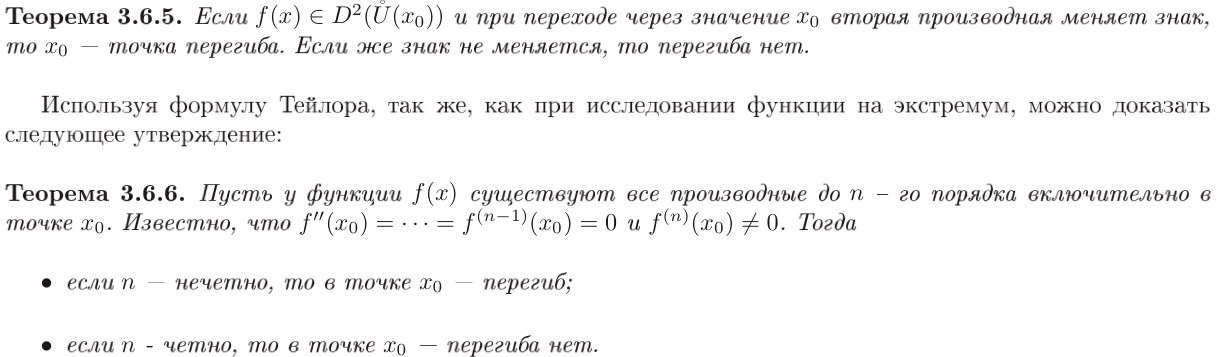 Теорема 3.6.5. Если f(x) ∈ D²(Ů(x₀)) и при переходе через значение x₀ вторая производная меняет знак,
то x₀ — точка перегиба. Если же знак не меняется, то перегиба нет.
Используя формулу Тейлора, так же, как при исследовании функции на экстремум, можно доказать
следующее утверждение:
Теорема 3.6.6. Пусть у функции f(x) существуют все производные до n – го порядка включительно в
точке x₀. Известно, что f′′(x₀) = ⋯ = f⁽ⁿ⁻¹⁾(x₀) = 0 и f⁽ⁿ⁾(x₀) ≠ 0. Тогда
• если n — нечетно, то в точке x₀ — перегиб;
• если n - четно, то в точке x₀ — перегиба нет.